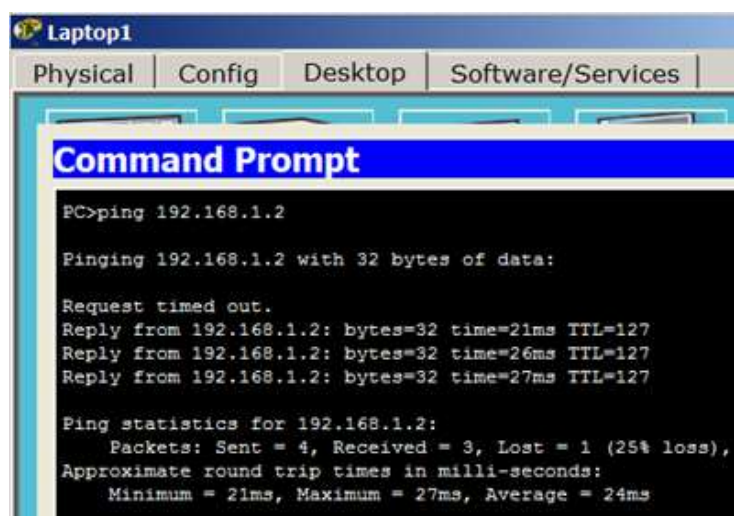 Laptop1
Physical Config Desktop Software/Services
Command Prompt
PC>ping 192.168.1.2
Pinging 192.168.1.2 with 32 bytes of data:
Request timed out.
Reply from 192.168.1.2: bytes=32 time=21ms TTL=127
Reply from 192.168.1.2: bytes=32 time=26ms TTL=127
Reply from 192.168.1.2: bytes=32 time=27ms TTL=127
Ping statistics for 192.168.1.2:
Packets: Sent = 4, Received = 3, Lost = 1 (25% loss),
Approximate round trip times in milli-seconds:
Minimum = 21ms, Maximum = 27ms, Average = 24ms